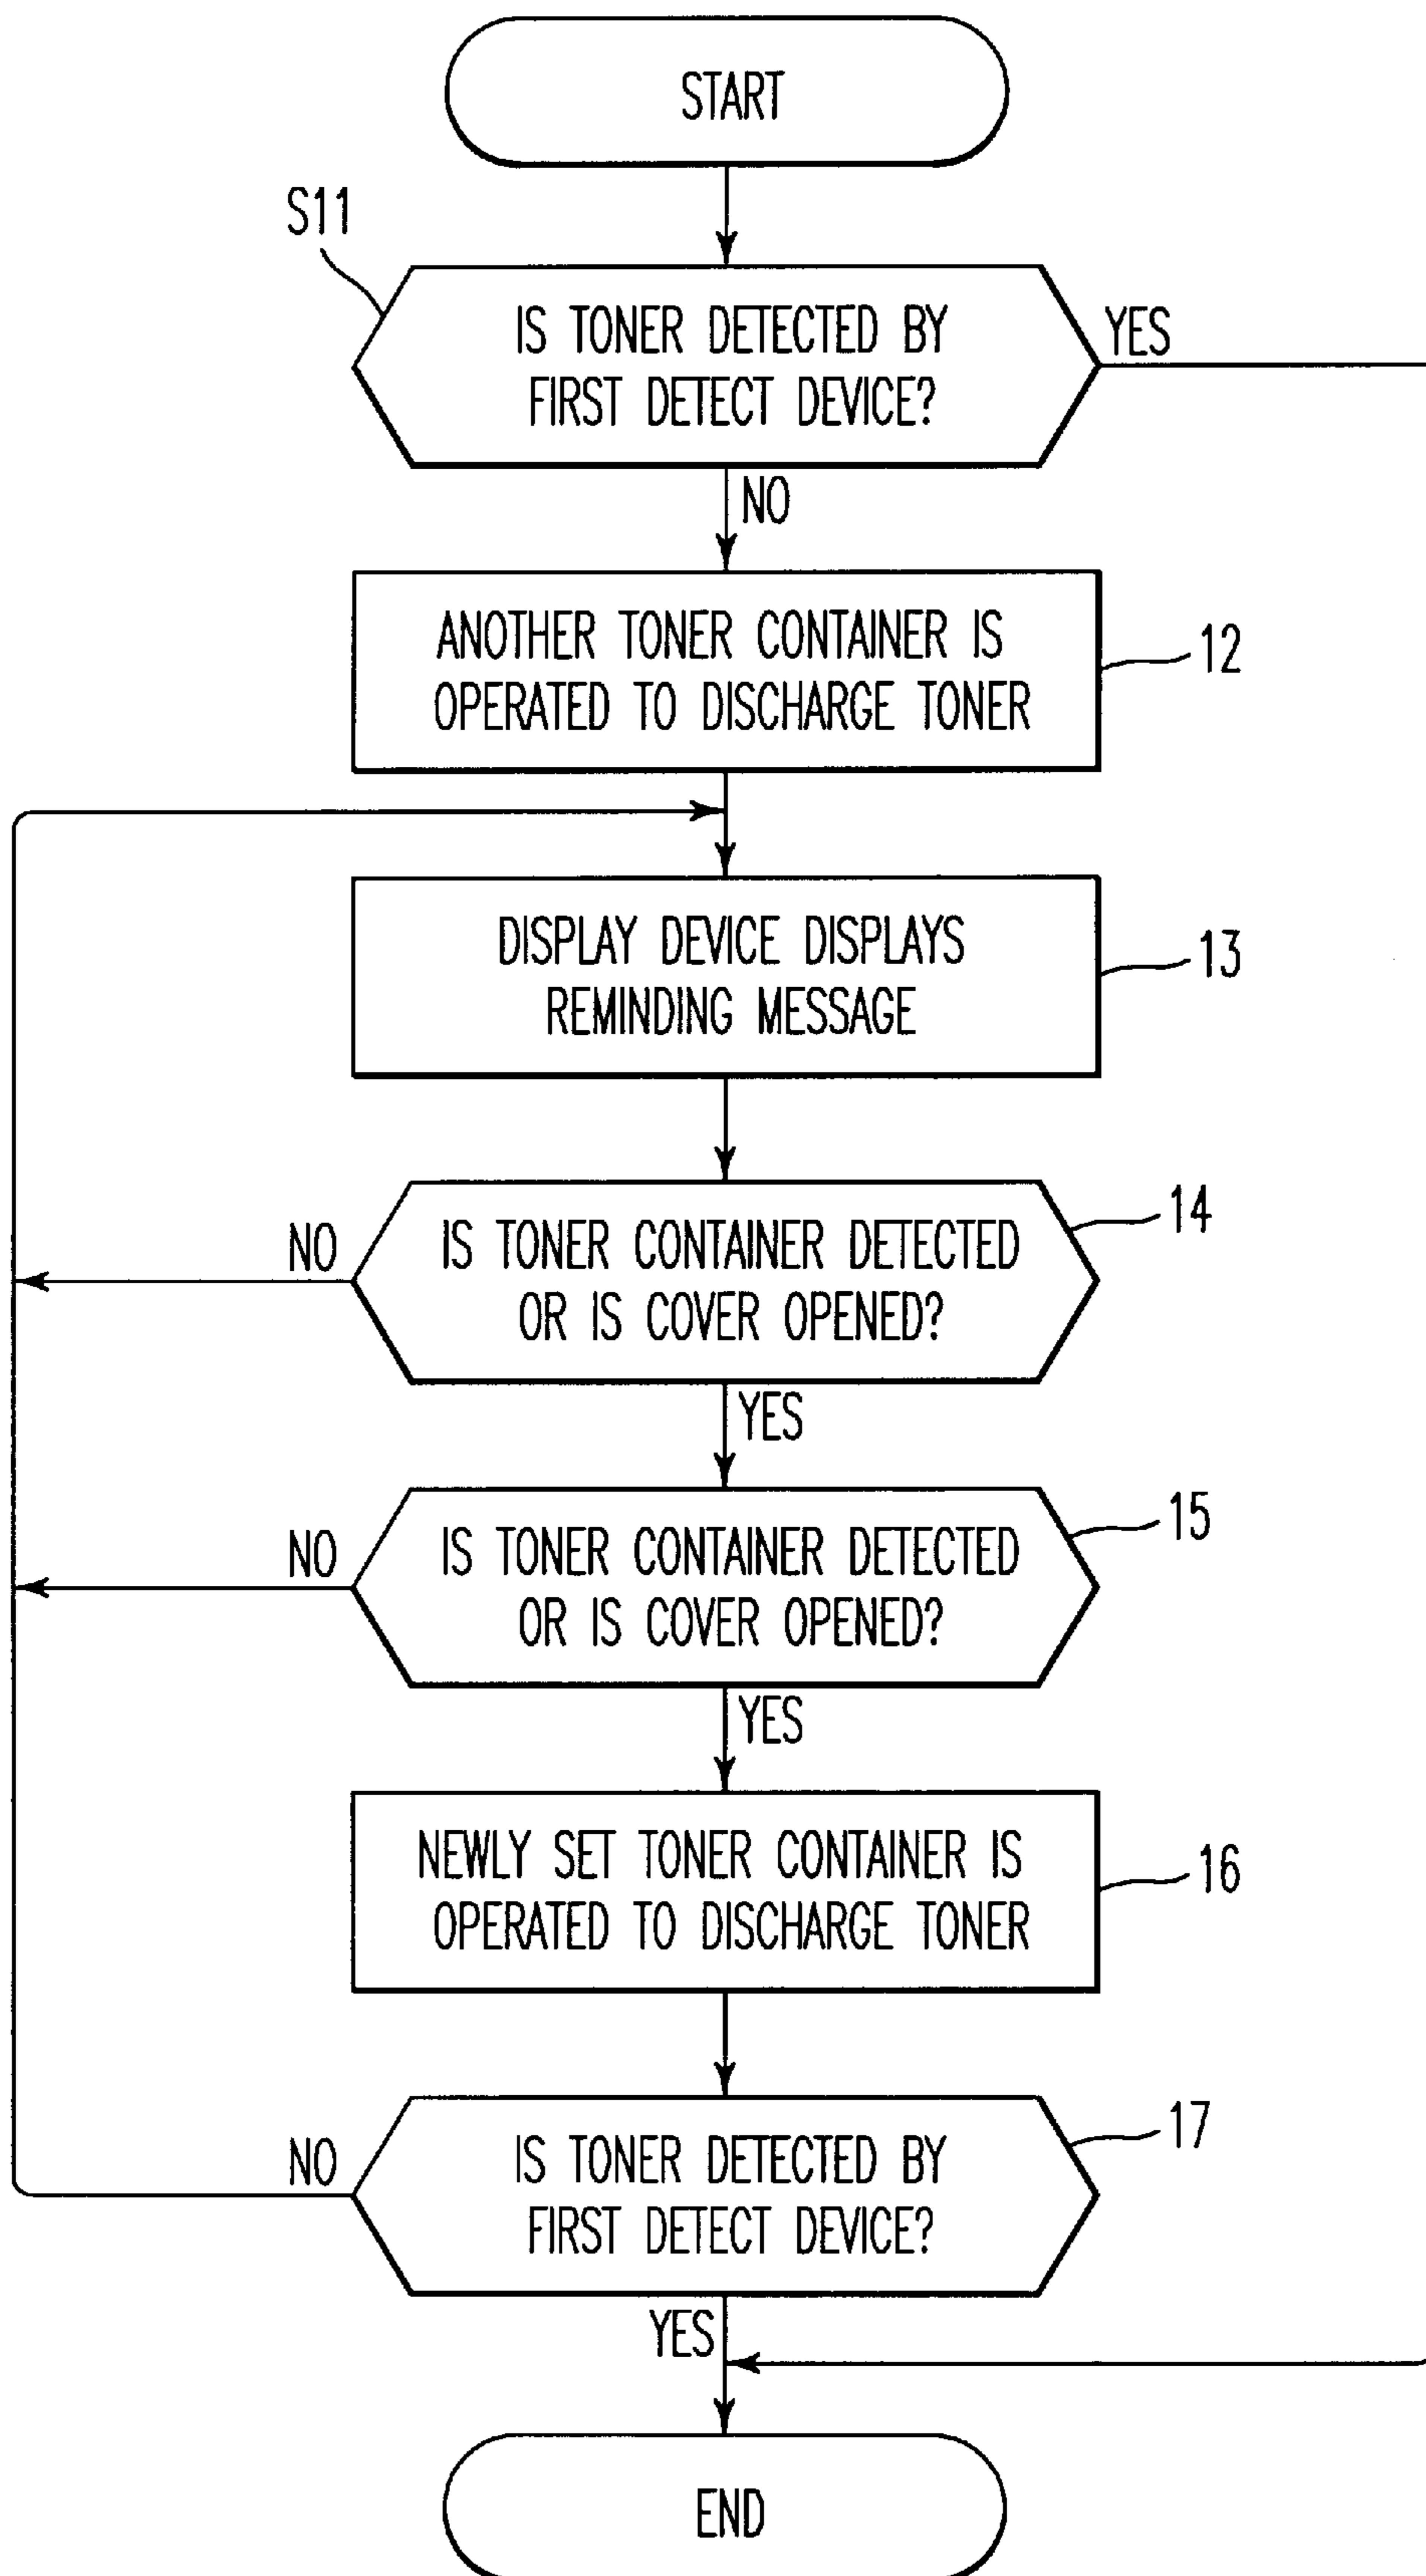 START
S11
IS TONER DETECTED BY
FIRST DETECT DEVICE?
YES
NO
ANOTHER TONER CONTAINER IS
OPERATED TO DISCHARGE TONER
12
DISPLAY DEVICE DISPLAYS
REMINDING MESSAGE
13
NO
IS TONER CONTAINER DETECTED
OR IS COVER OPENED?
14
YES
NO
IS TONER CONTAINER DETECTED
OR IS COVER OPENED?
15
YES
NEWLY SET TONER CONTAINER IS
OPERATED TO DISCHARGE TONER
16
NO
IS TONER DETECTED BY
FIRST DETECT DEVICE?
17
YES
END